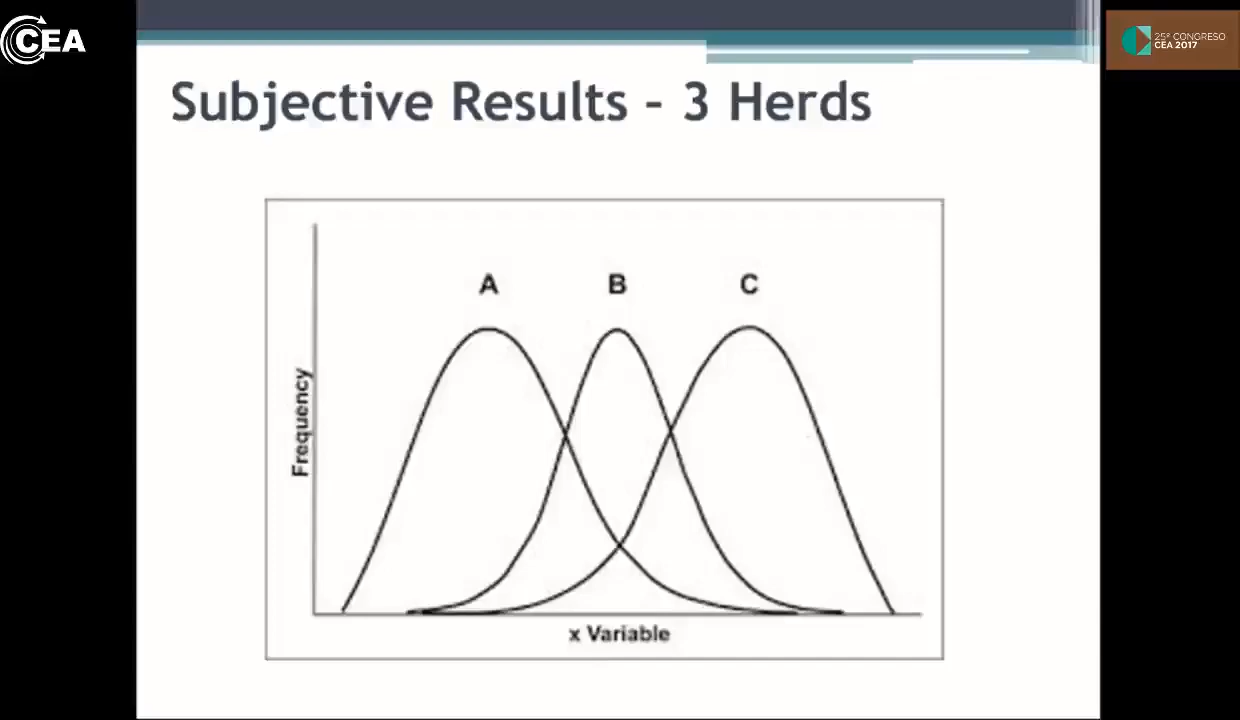 CEA
25º CONGRESO
CEA 2017
Subjective Results - 3 Herds
A B C
Frequency
x Variable